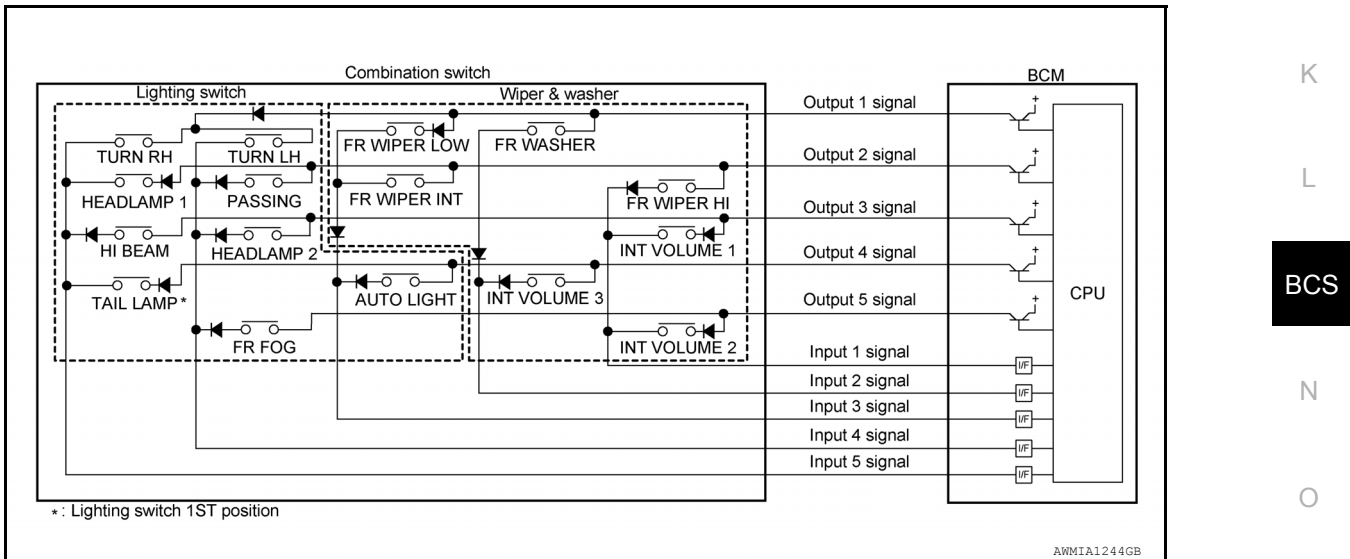 Combination switch
BCM
Lighting switch
Wiper & washer
Output 1 signal
+
TURN RH
TURN LH
FR WIPER LOW
FR WASHER
Output 2 signal
+
HEADLAMP 1
PASSING
FR WIPER INT
FR WIPER HI
Output 3 signal
+
HI BEAM
HEADLAMP 2
INT VOLUME 1
Output 4 signal
+
TAIL LAMP*
AUTO LIGHT
INT VOLUME 3
CPU
Output 5 signal
+
FR FOG
INT VOLUME 2
Input 1 signal
I/F
Input 2 signal
I/F
Input 3 signal
I/F
Input 4 signal
I/F
Input 5 signal
I/F
*: Lighting switch 1ST position
AWMIA1244GB
K
L
BCS
N
O